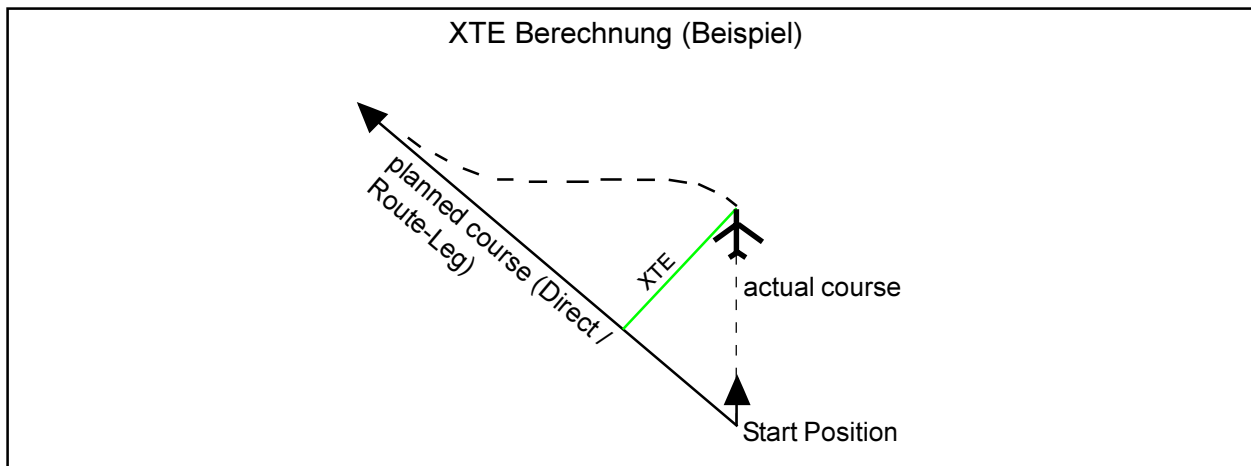 XTE Berechnung (Beispiel)
planned course (Direct /
Route-Leg)
XTE
actual course
Start Position